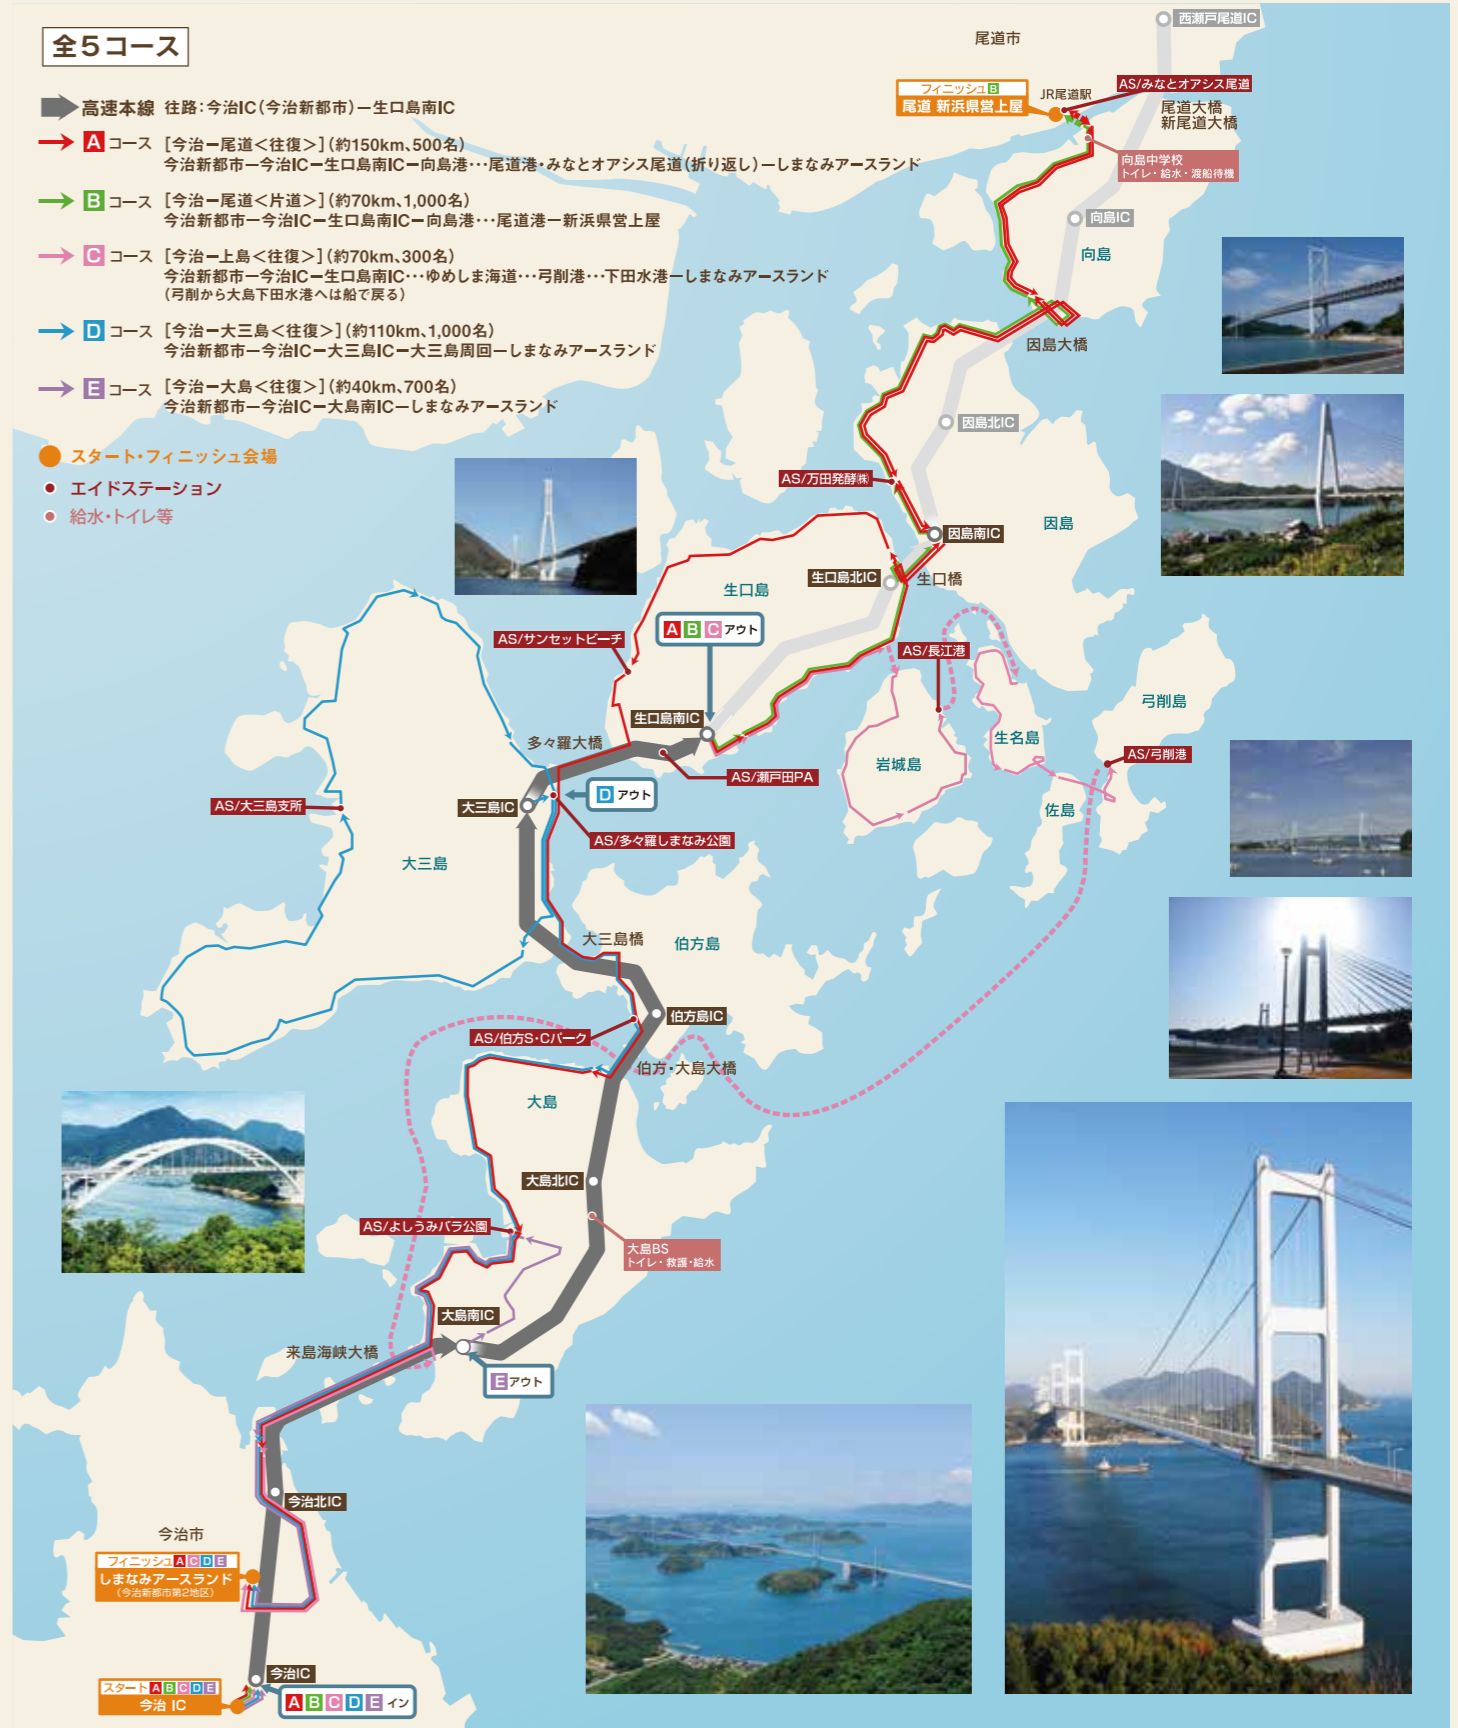 全5コース
高速本線 往路：今治IC（今治新都市）ー生口島南IC
A コース [今治ー尾道＜往復＞]（約150km、500名）
今治新都市ー今治ICー生口島南ICー向島港･･･尾道港・みなとオアシス尾道（折り返し）ーしまなみアースランド
B コース [今治ー尾道＜片道＞]（約70km、1,000名）
今治新都市ー今治ICー生口島南ICー向島港･･･尾道港ー新浜県営上屋
C コース [今治ー上島＜往復＞]（約70km、300名）
今治新都市ー今治ICー生口島南IC･･･ゆめしま海道･･･弓削港･･･下田水港ーしまなみアースランド
（弓削から大島下田水港へは船で戻る）
D コース [今治ー大三島＜往復＞]（約110km、1,000名）
今治新都市ー今治ICー大三島ICー大三島周回ーしまなみアースランド
E コース [今治ー大島＜往復＞]（約40km、700名）
今治新都市ー今治ICー大島南ICーしまなみアースランド
スタート・フィニッシュ会場
エイドステーション
給水・トイレ等
西瀬戸尾道IC
尾道市
AS/みなとオアシス尾道
フィニッシュB
尾道 新浜県営上屋
JR尾道駅
尾道大橋
新尾道大橋
向島中学校
トイレ・給水・渡船待機
向島IC
向島
因島大橋
因島北IC
AS/万田発酵㈱
因島
因島南IC
生口島北IC
生口橋
生口島
A B C アウト
AS/サンセットビーチ
AS/長江港
弓削島
生口島南IC
多々羅大橋
生名島
AS/弓削港
岩城島
AS/瀬戸田PA
D アウト
大三島IC
AS/大三島支所
佐島
AS/多々羅しまなみ公園
大三島
大三島橋
伯方島
伯方島IC
AS/伯方S・Cパーク
伯方・大島大橋
大島
大島北IC
AS/よしうみバラ公園
大島BS
トイレ・救護・給水
大島南IC
来島海峡大橋
E アウト
今治北IC
今治市
フィニッシュA C D E
しまなみアースランド
（今治新都市第2地区）
今治IC
スタートA B C D E
今治 IC
A B C D E イン